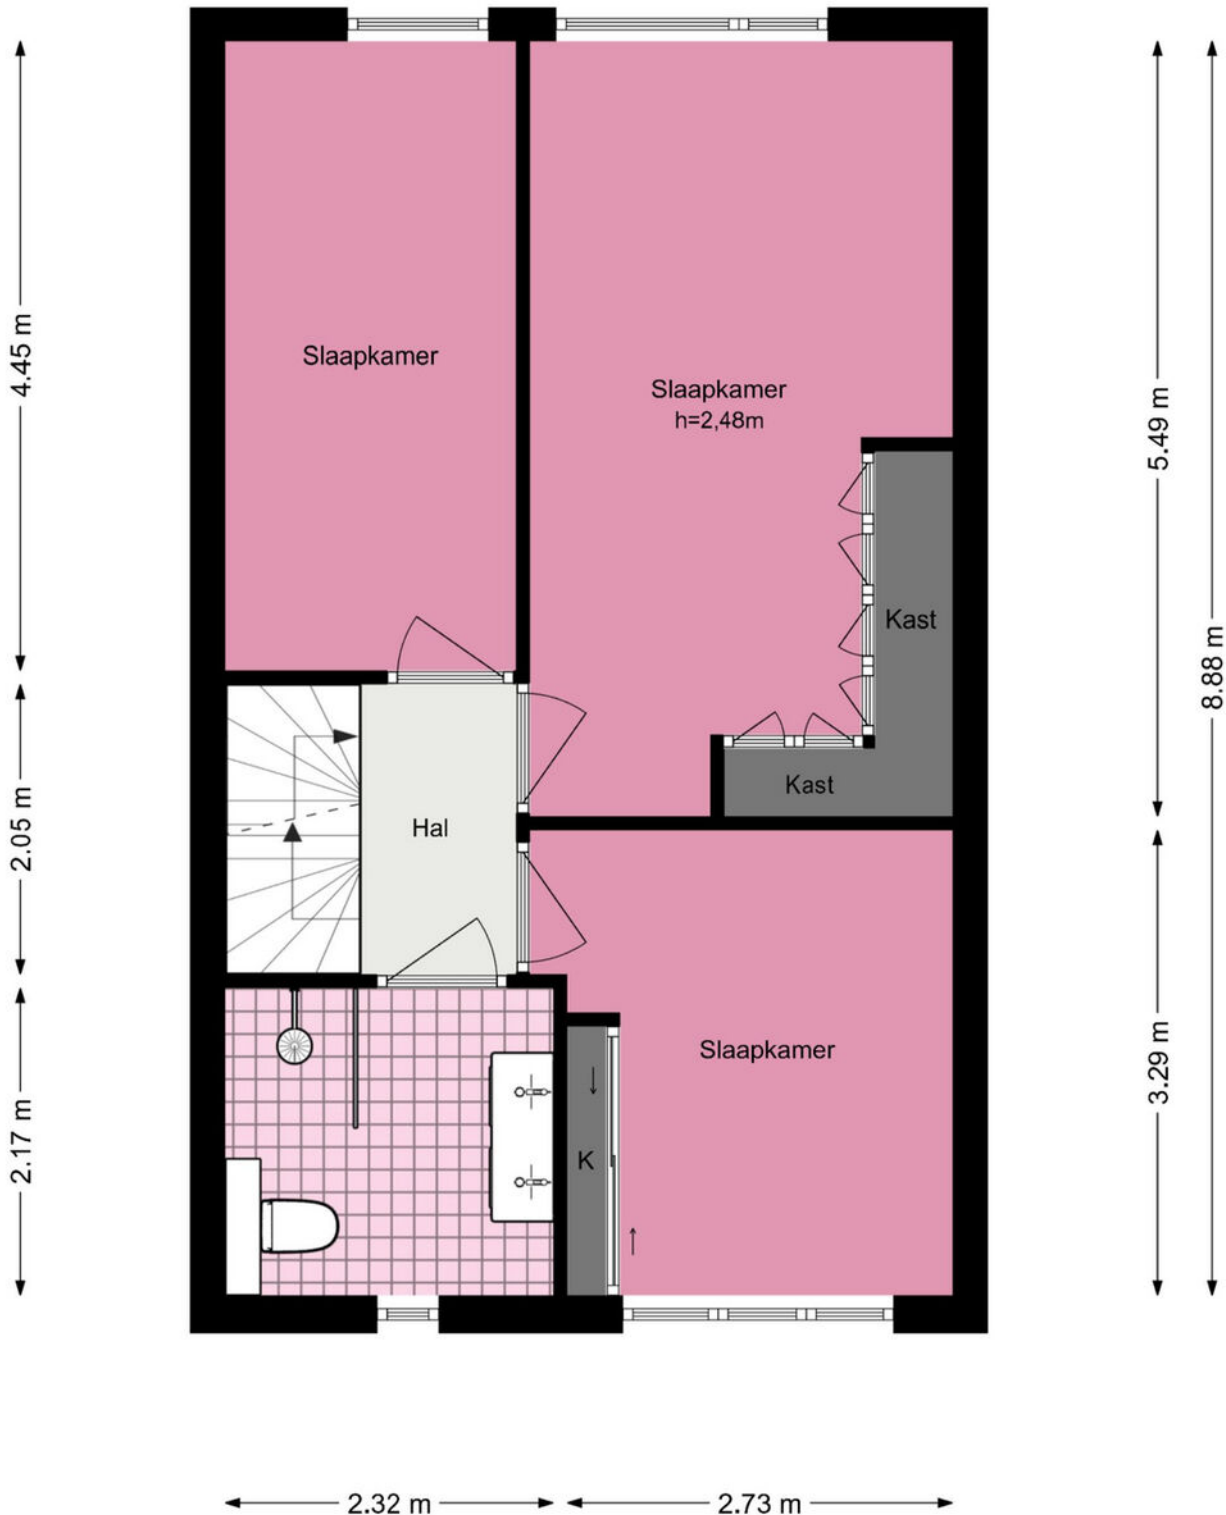 4.45 m
2.05 m
2.17 m
Slaapkamer
Slaapkamer
h=2,48m
Kast
Kast
Hal
Slaapkamer
K
5.49 m
3.29 m
8.88 m
2.32 m
2.73 m